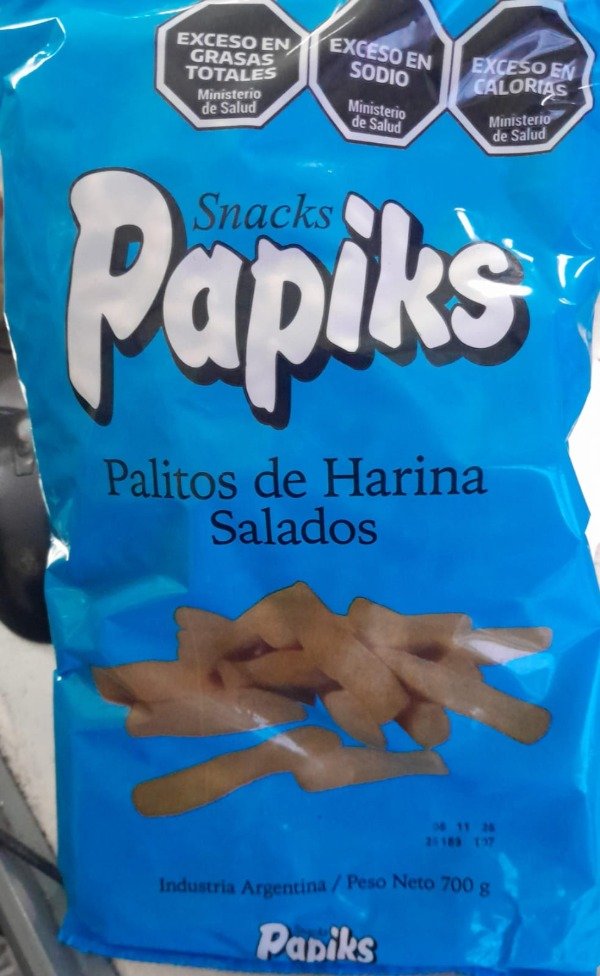 EXCESO EN
GRASAS
TOTALES
Ministerio
de Salud
EXCESO EN
SODIO
Ministerio
de Salud
EXCESO EN
CALORÍAS
Ministerio
de Salud
Snacks
Papiks
Palitos de Harina
Salados
Industria Argentina / Peso Neto 700 g
Papiks